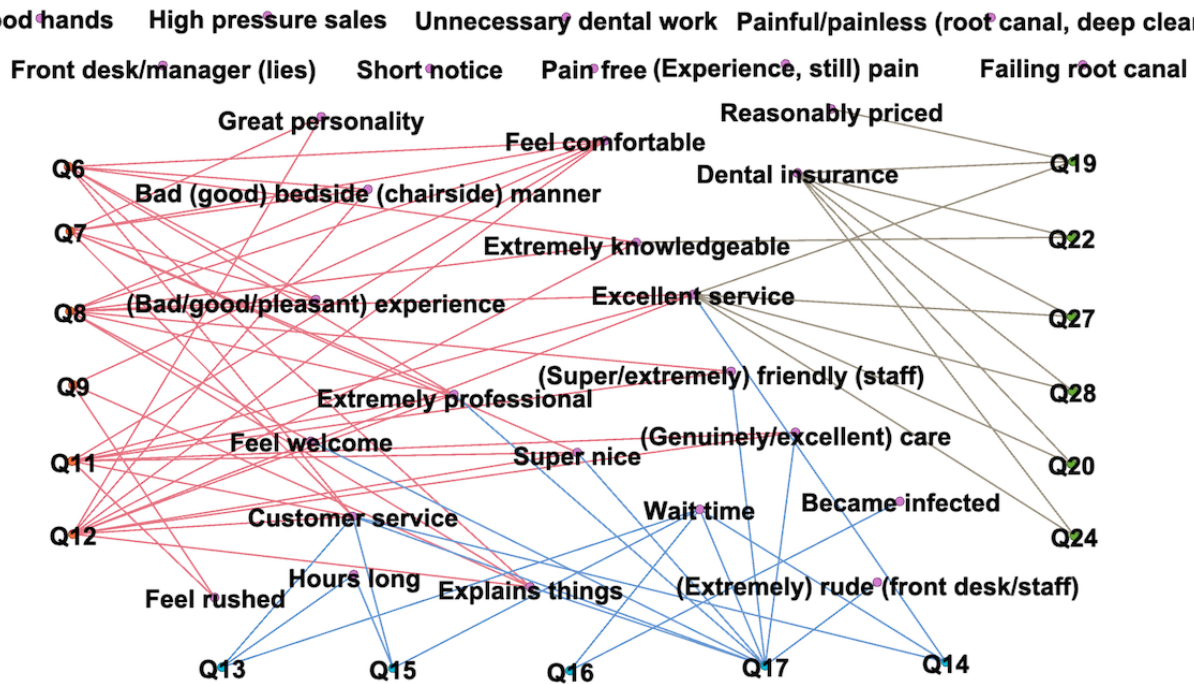 ood hands High pressure sales Unnecessary dental work Painful/painless (root canal, deep clear
Front desk/manager (lies) Short notice Pain free (Experience, still) pain Failing root canal
Great personality Reasonably priced
Feel comfortable
Q6 Q19
Dental insurance
Bad (good) bedside (chairside) manner
Q7 Extremely knowledgeable Q22
Excellent service
Q8 (Bad/good/pleasant) experience Q27
(Super/extremely) friendly (staff)
Q9 Extremely professional Q28
Feel welcome (Genuinely/excellent) care
Q11 Super nice Q20
Became infected
Customer service Wait time
Q12 Q24
Hours long (Extremely) rude (front desk/staff)
Feel rushed Explains things
Q13 Q15 Q16 Q17 Q14